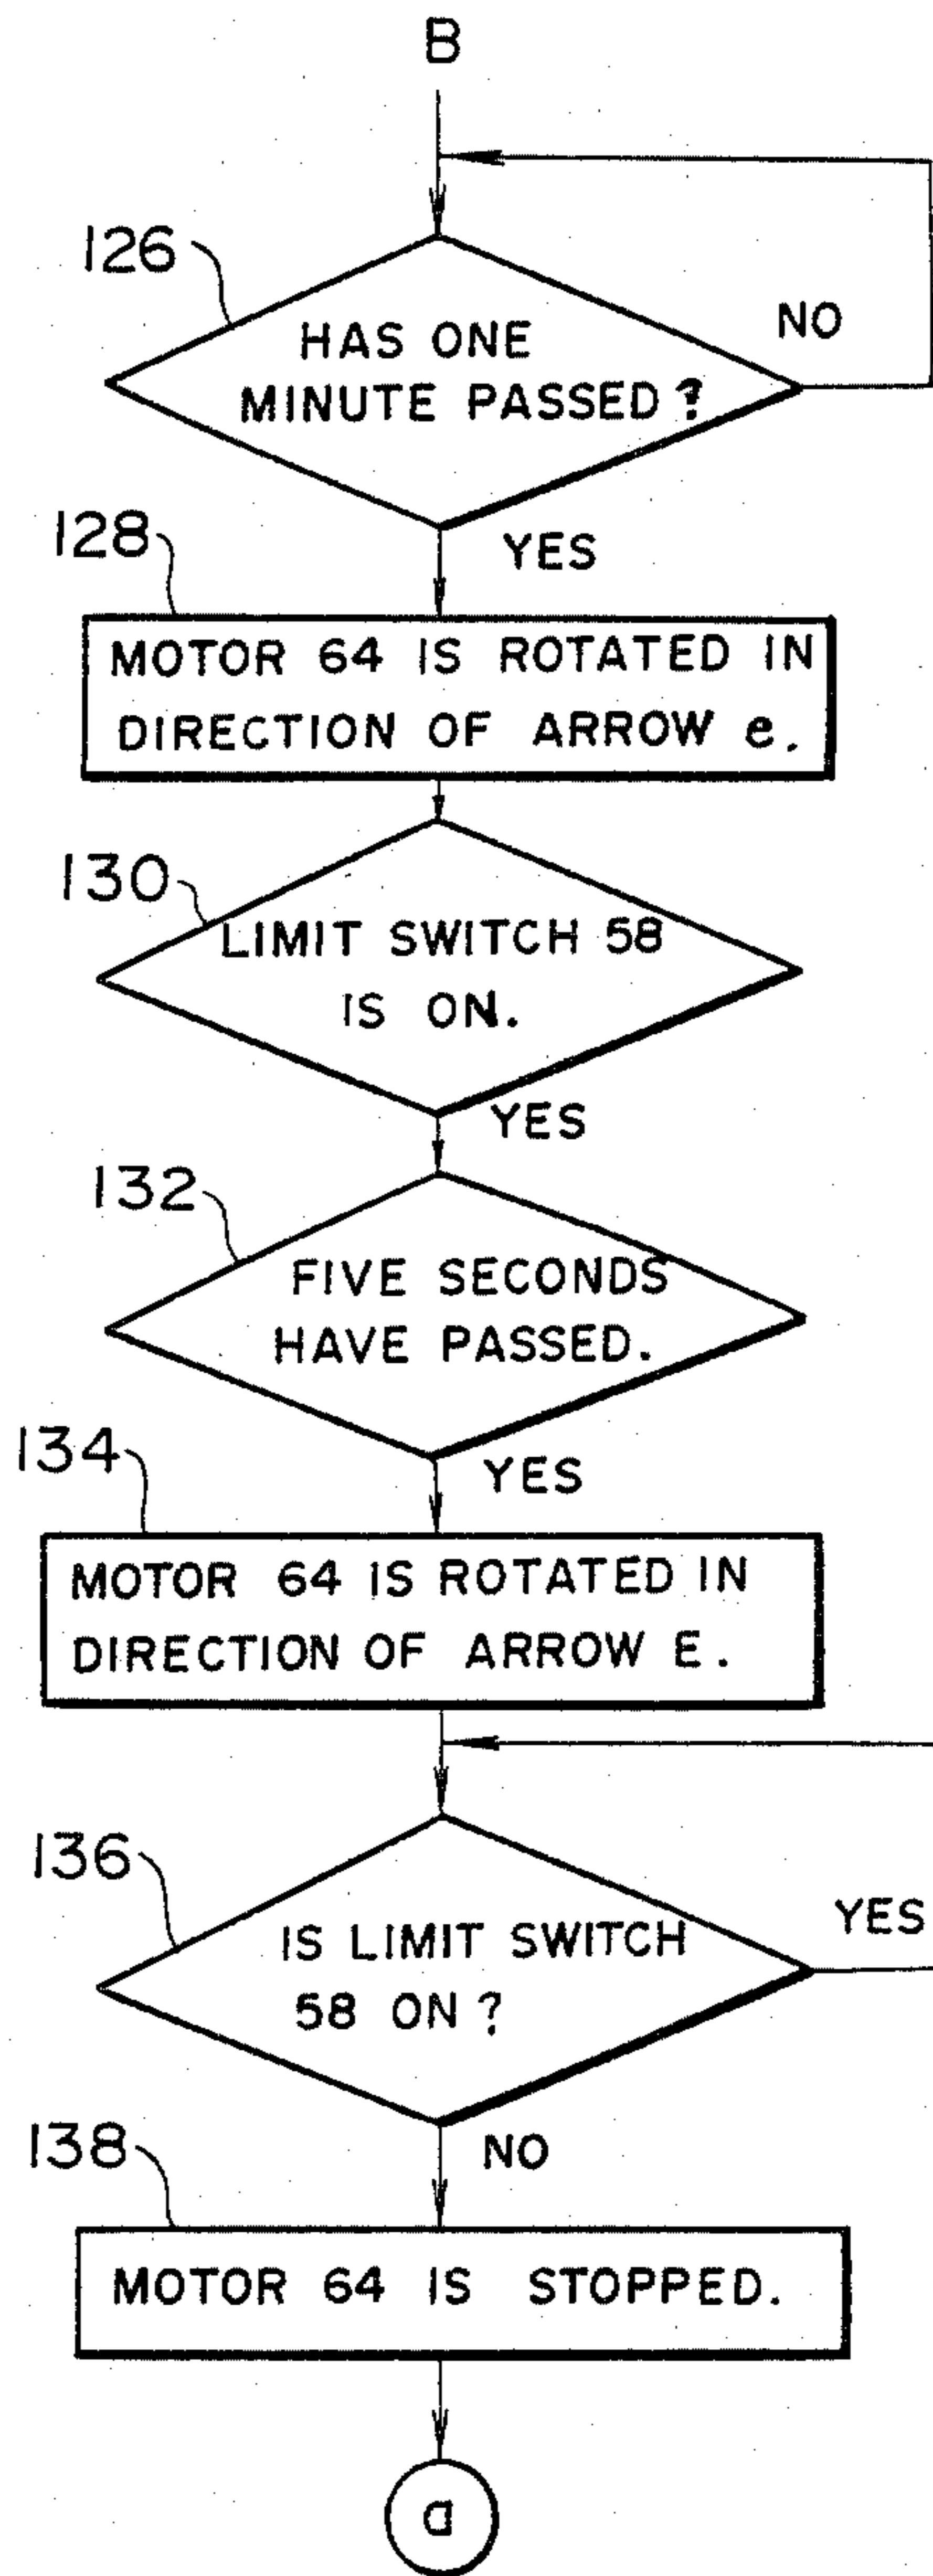 B
126
HAS ONE
MINUTE PASSED?
NO
YES
128
MOTOR 64 IS ROTATED IN
DIRECTION OF ARROW e.
130
LIMIT SWITCH 58
IS ON.
YES
132
FIVE SECONDS
HAVE PASSED.
YES
134
MOTOR 64 IS ROTATED IN
DIRECTION OF ARROW E.
136
IS LIMIT SWITCH
58 ON?
YES
NO
138
MOTOR 64 IS STOPPED.
a